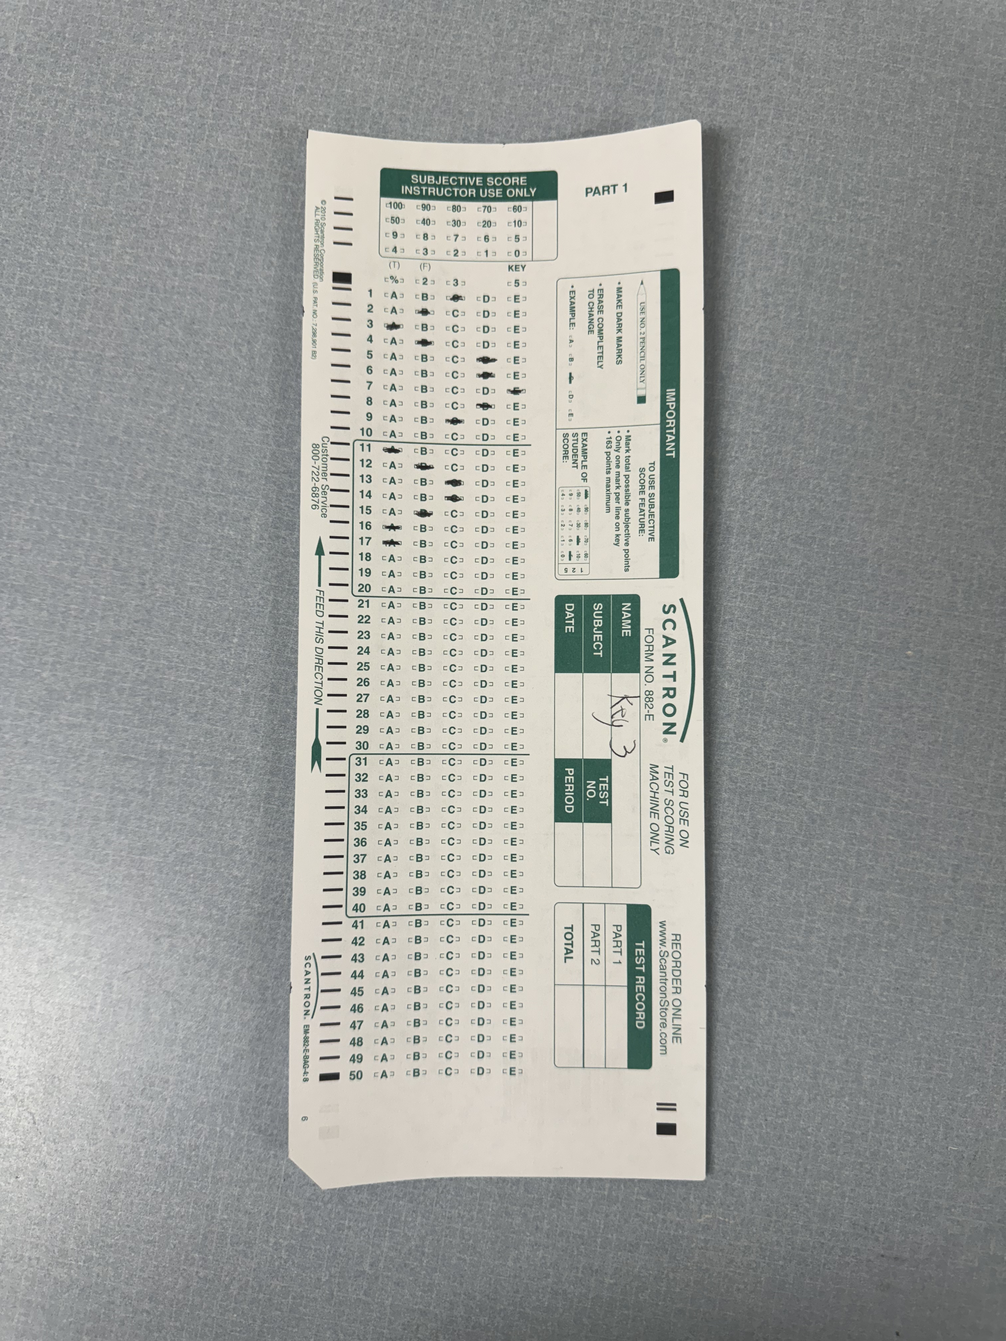 SUBJECTIVE SCORE
INSTRUCTOR USE ONLY
100 90 80 70 60
50 40 30 20 10
9 8 7 6 5
4 3 2 1 0
(T) (F) KEY
% 2 3 5
1 A B D E
2 A C D E
3 B C D E
4 A C D E
5 A B C E
6 A B C E
7 A B C D
8 A B C E
9 A B D E
10 A B C D E
11 B C D E
12 A C D E
13 A B D E
14 A B D E
15 A C D E
16 B C D E
17 B C D E
18 A B C D E
19 A B C D E
20 A B C D E
21 A B C D E
22 A B C D E
23 A B C D E
24 A B C D E
25 A B C D E
26 A B C D E
27 A B C D E
28 A B C D E
29 A B C D E
30 A B C D E
31 A B C D E
32 A B C D E
33 A B C D E
34 A B C D E
35 A B C D E
36 A B C D E
37 A B C D E
38 A B C D E
39 A B C D E
40 A B C D E
41 A B C D E
42 A B C D E
43 A B C D E
44 A B C D E
45 A B C D E
46 A B C D E
47 A B C D E
48 A B C D E
49 A B C D E
50 A B C D E
PART 1
IMPORTANT
USE NO. 2 PENCIL ONLY
• MAKE DARK MARKS
• ERASE COMPLETELY
TO CHANGE
• EXAMPLE: A B D E
TO USE SUBJECTIVE
SCORE FEATURE:
• Mark total possible subjective points
• Only one mark per line on key
• 163 points maximum
EXAMPLE OF
STUDENT
SCORE:
SCANTRON®
FORM NO. 882-E
FOR USE ON
TEST SCORING
MACHINE ONLY
NAME Key 3
SUBJECT TEST NO.
DATE PERIOD
REORDER ONLINE
www.ScantronStore.com
TEST RECORD
PART 1
PART 2
TOTAL
© 2010 Scantron Corporation
ALL RIGHTS RESERVED (U.S. PAT. NO. 7,298,901 B2)
Customer Service
800-722-6876
FEED THIS DIRECTION
SCANTRON.
6